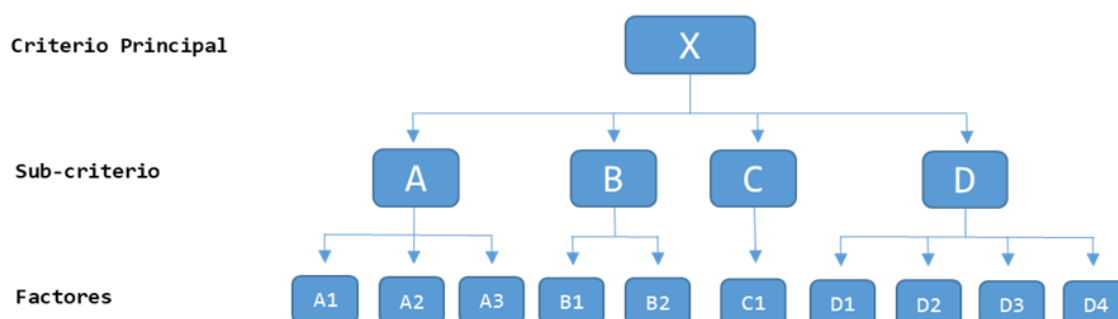 Criterio Principal
X
Sub-criterio
A
B
C
D
Factores
A1
A2
A3
B1
B2
C1
D1
D2
D3
D4